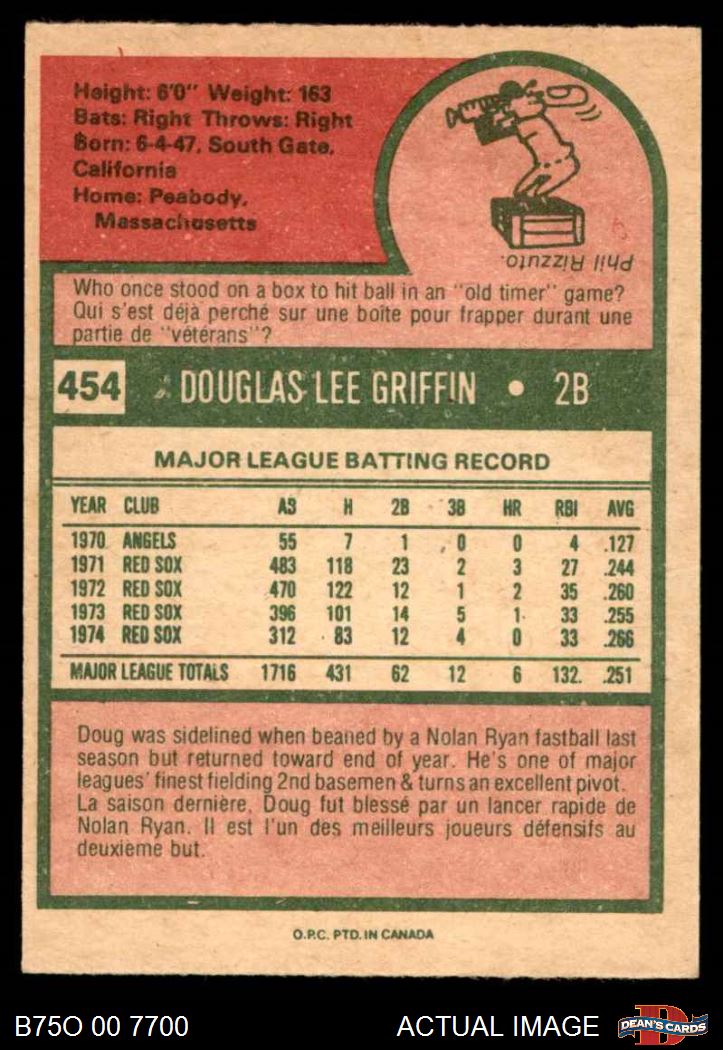 Height: 6'0" Weight: 163
Bats: Right Throws: Right
Born: 6-4-47, South Gate,
California
Home: Peabody,
Massachusetts
Phil Rizzuto.
Who once stood on a box to hit ball in an "old timer" game?
Qui s'est déjà perché sur une boîte pour frapper durant une
partie de "vétérans"?
454 DOUGLAS LEE GRIFFIN • 2B
MAJOR LEAGUE BATTING RECORD
YEAR CLUB AB H 2B 3B HR RBI AVG
1970 ANGELS 55 7 1 0 0 4 .127
1971 RED SOX 483 118 23 2 3 27 .244
1972 RED SOX 470 122 12 1 2 35 .260
1973 RED SOX 396 101 14 5 1 33 .255
1974 RED SOX 312 83 12 4 0 33 .266
MAJOR LEAGUE TOTALS 1716 431 62 12 6 132 .251
Doug was sidelined when beaned by a Nolan Ryan fastball last
season but returned toward end of year. He's one of major
leagues' finest fielding 2nd basemen & turns an excellent pivot.
La saison dernière, Doug fut blessé par un lancer rapide de
Nolan Ryan. Il est l'un des meilleurs joueurs défensifs au
deuxième but.
O.P.C. PTD. IN CANADA
B75O 00 7700 ACTUAL IMAGE DEAN'S CARDS